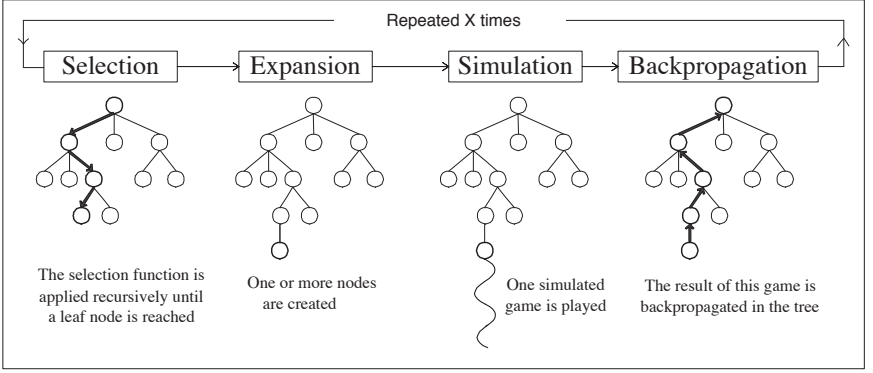 Repeated X times
Selection
Expansion
Simulation
Backpropagation
The selection function is
applied recursively until
a leaf node is reached
One or more nodes
are created
One simulated
game is played
The result of this game is
backpropagated in the tree